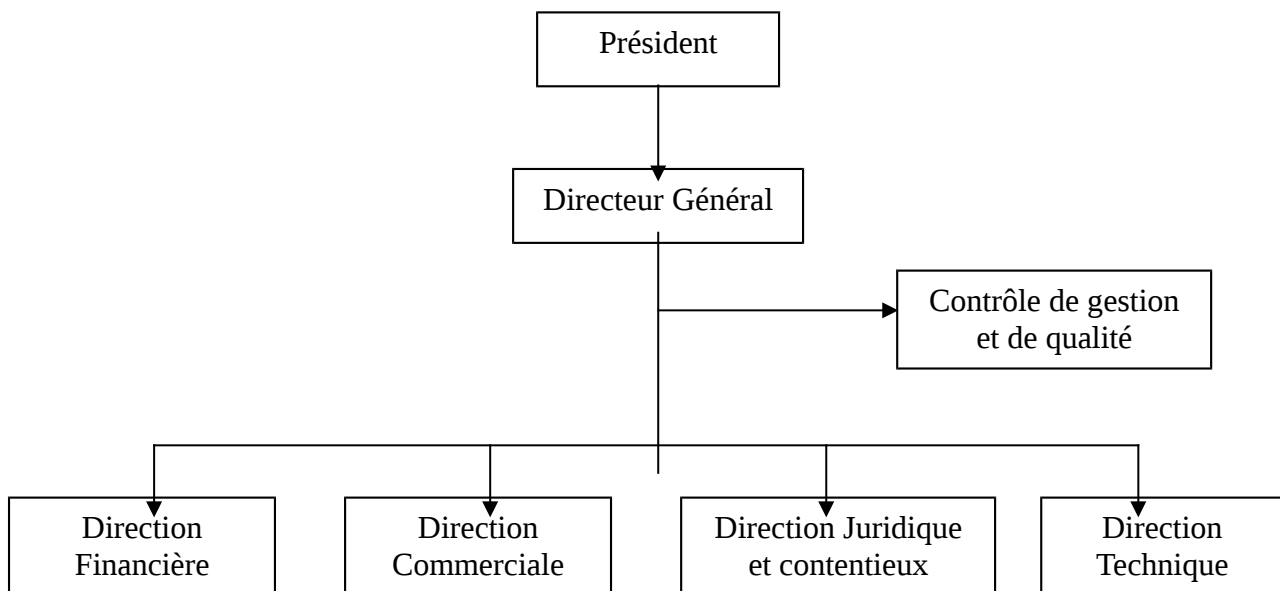 Président
Directeur Général
Contrôle de gestion
et de qualité
Direction
Financière
Direction
Commerciale
Direction Juridique
et contentieux
Direction
Technique